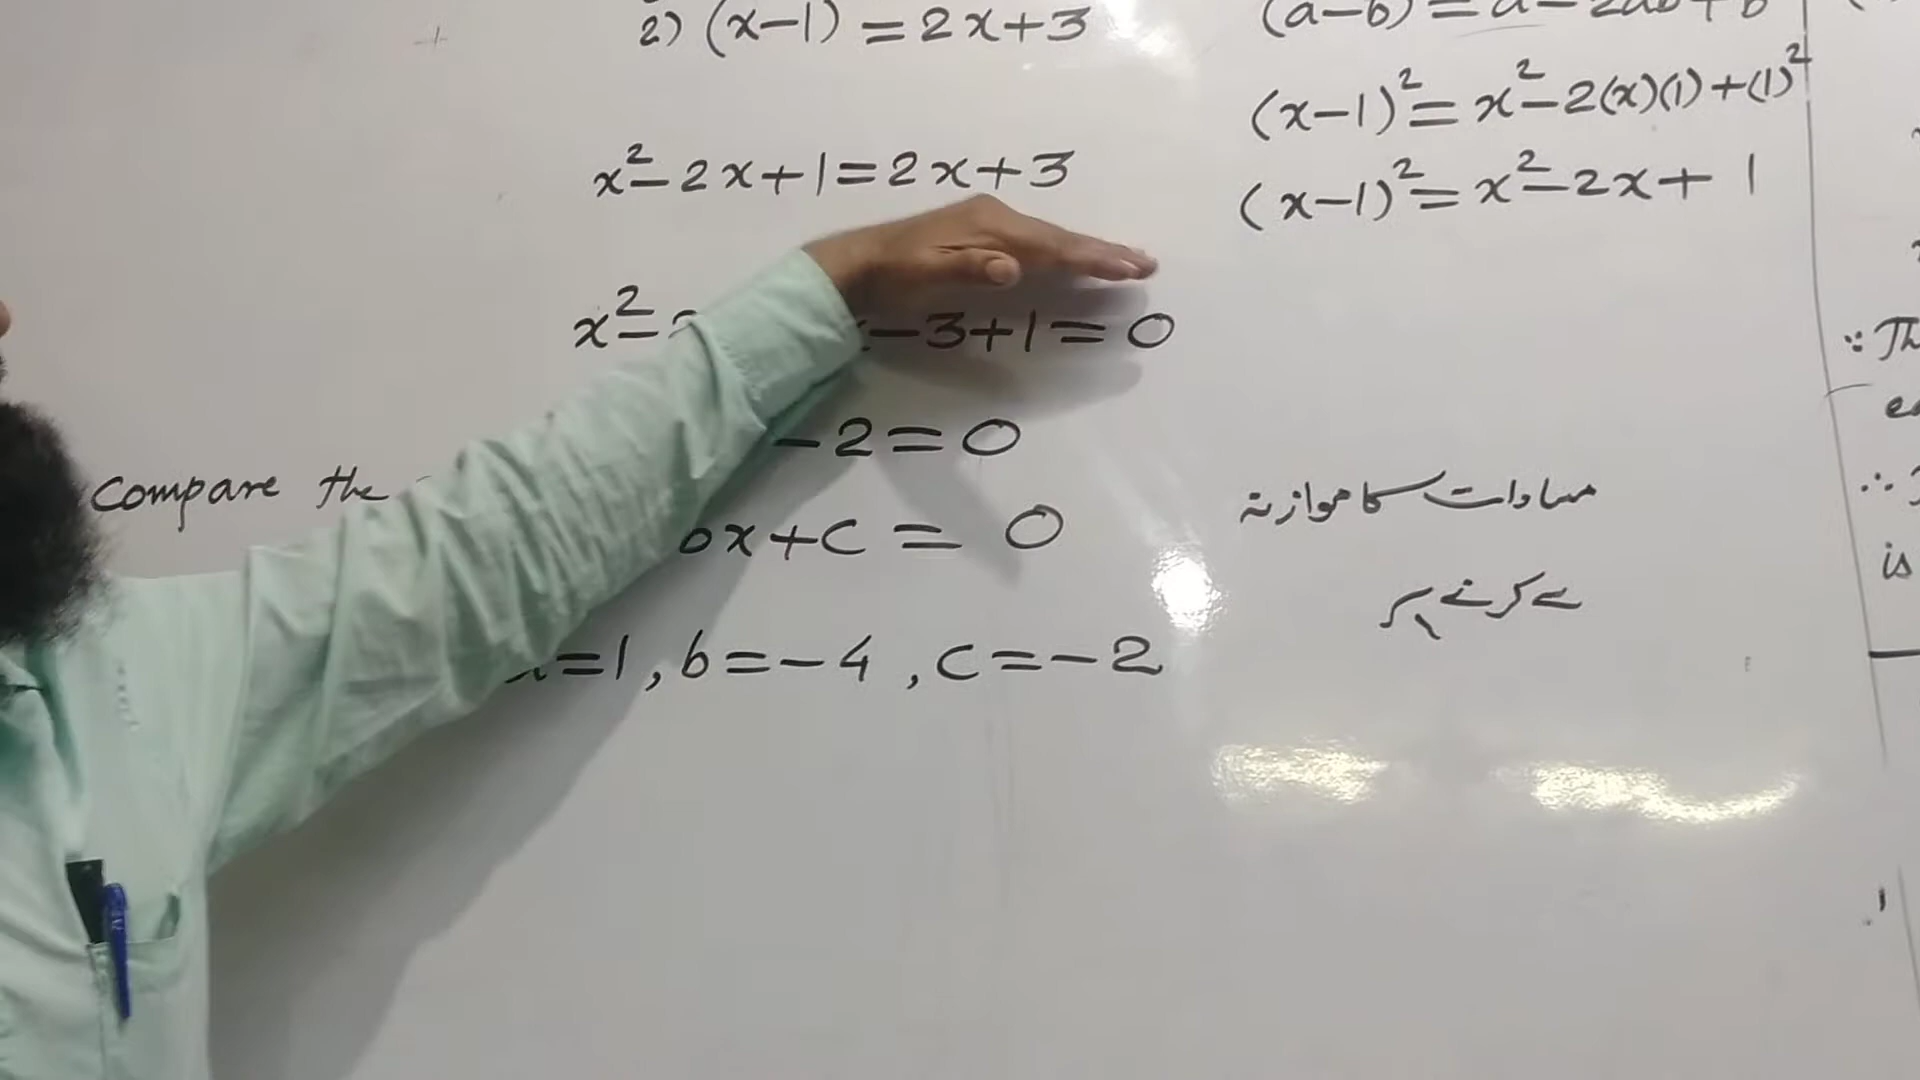 2) (x-1) = 2x+3
x²-2x+1=2x+3
x²- -3+1=0
-2=0
compare the
x+c = 0
=1, b=-4, c=-2
(a-b) = a-2ab+b
(x-1)²=x²-2(x)(1)+(1)²
(x-1)²=x²-2x+1
مساوات کا موازنہ
کرنے پر
∵ Th
∴
is